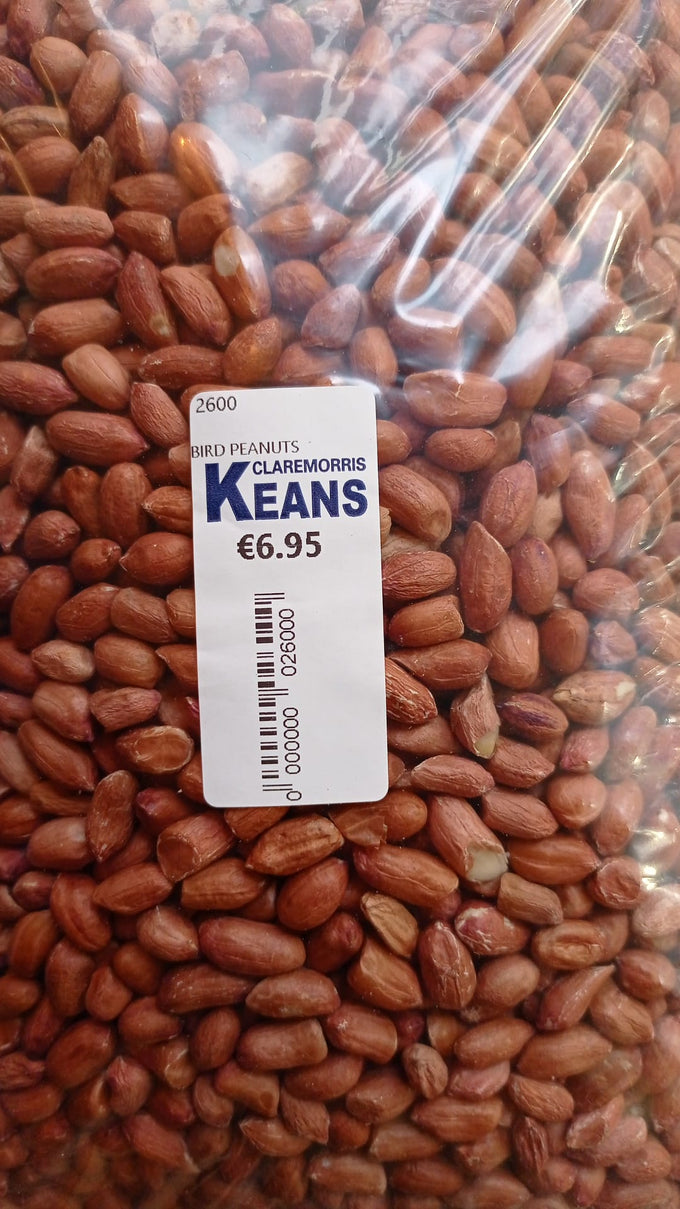 2600
BIRD PEANUTS
CLAREMORRIS
KEANS
€6.95
0 000000 026000